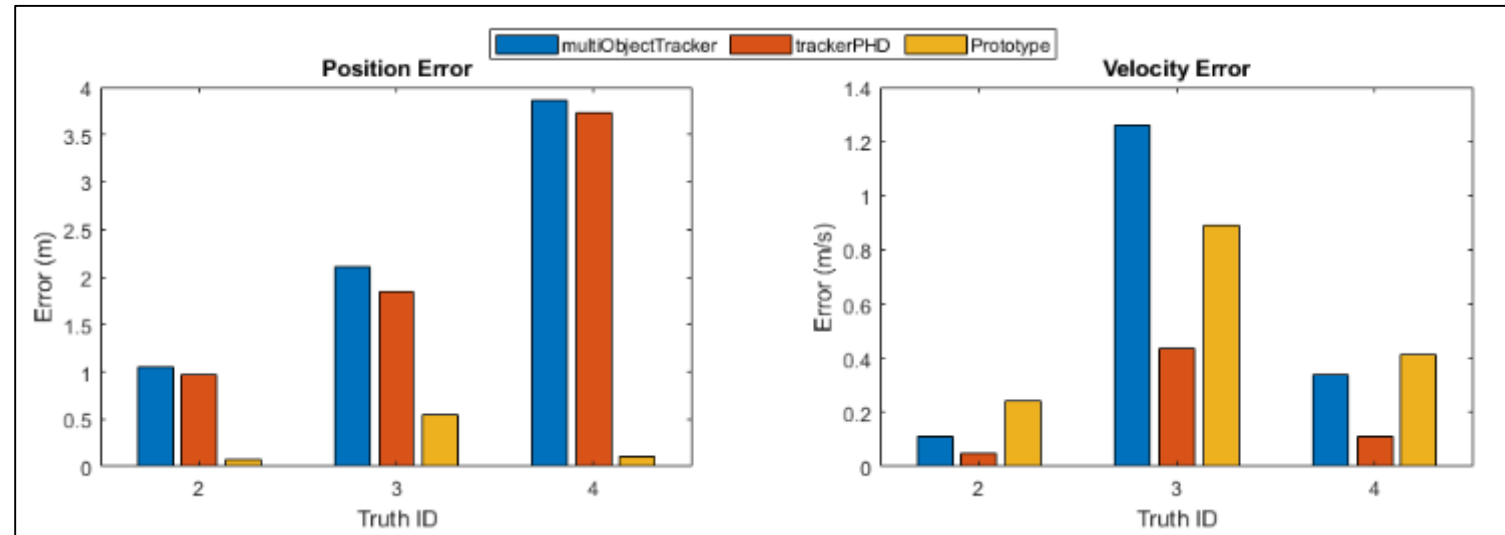 multiObjectTracker trackerPHD Prototype
Position Error
4
3.5
3
2.5
2
1.5
1
0.5
0
Error (m)
2 3 4
Truth ID
Velocity Error
1.4
1.2
1
0.8
0.6
0.4
0.2
0
Error (m/s)
2 3 4
Truth ID